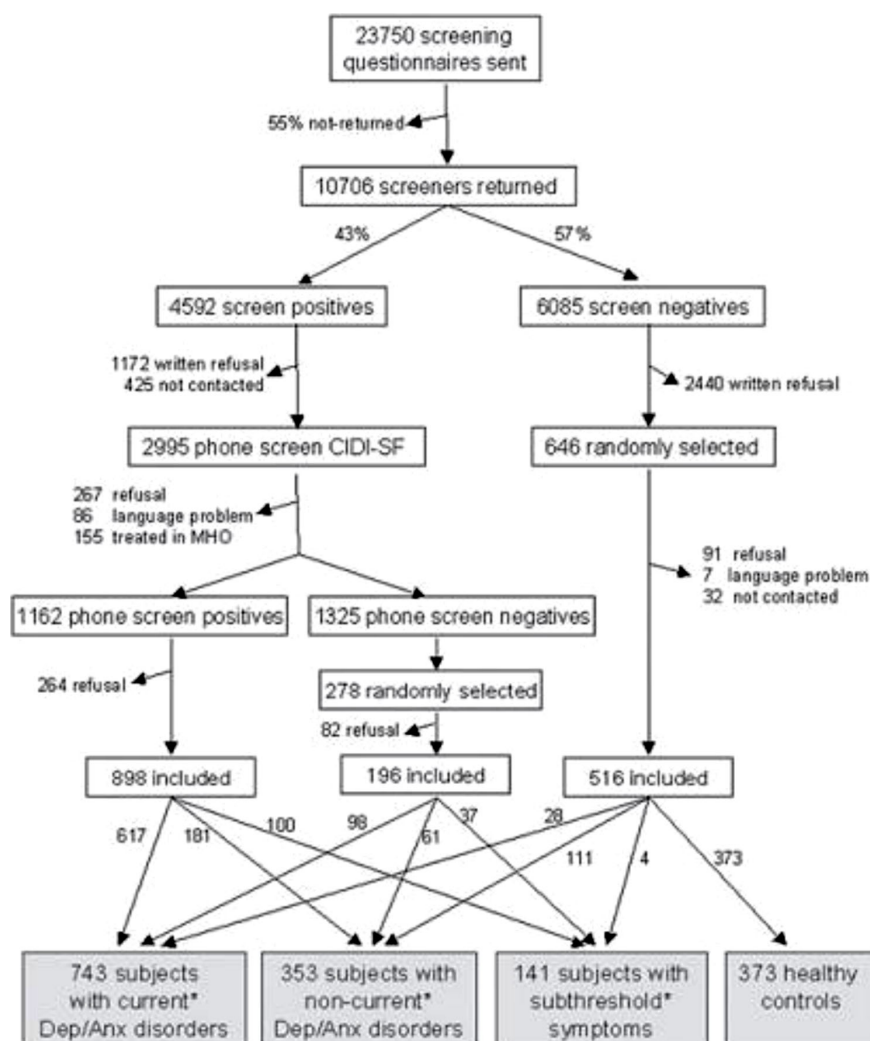 23750 screening
questionnaires sent
55% not-returned
10706 screeners returned
43%
57%
4592 screen positives
6085 screen negatives
1172 written refusal
425 not contacted
2440 written refusal
2995 phone screen CIDI-SF
646 randomly selected
267 refusal
86 language problem
155 treated in MHO
91 refusal
7 language problem
32 not contacted
1162 phone screen positives
1325 phone screen negatives
264 refusal
278 randomly selected
82 refusal
898 included
196 included
516 included
617
181
100
98
61
37
28
111
4
373
743 subjects
with current*
Dep/Anx disorders
353 subjects with
non-current*
Dep/Anx disorders
141 subjects with
subthreshold*
symptoms
373 healthy
controls